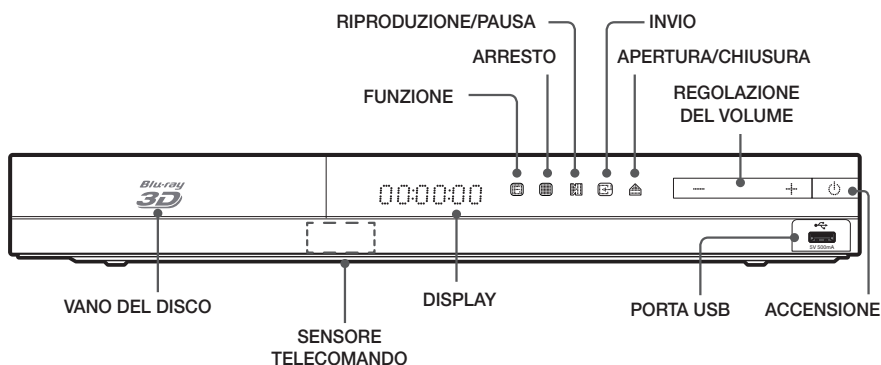 RIPRODUZIONE/PAUSA
INVIO
ARRESTO
APERTURA/CHIUSURA
FUNZIONE
REGOLAZIONE
DEL VOLUME
Blu-ray
3D
00:00:00
5V 500mA
VANO DEL DISCO
DISPLAY
PORTA USB
ACCENSIONE
SENSORE
TELECOMANDO